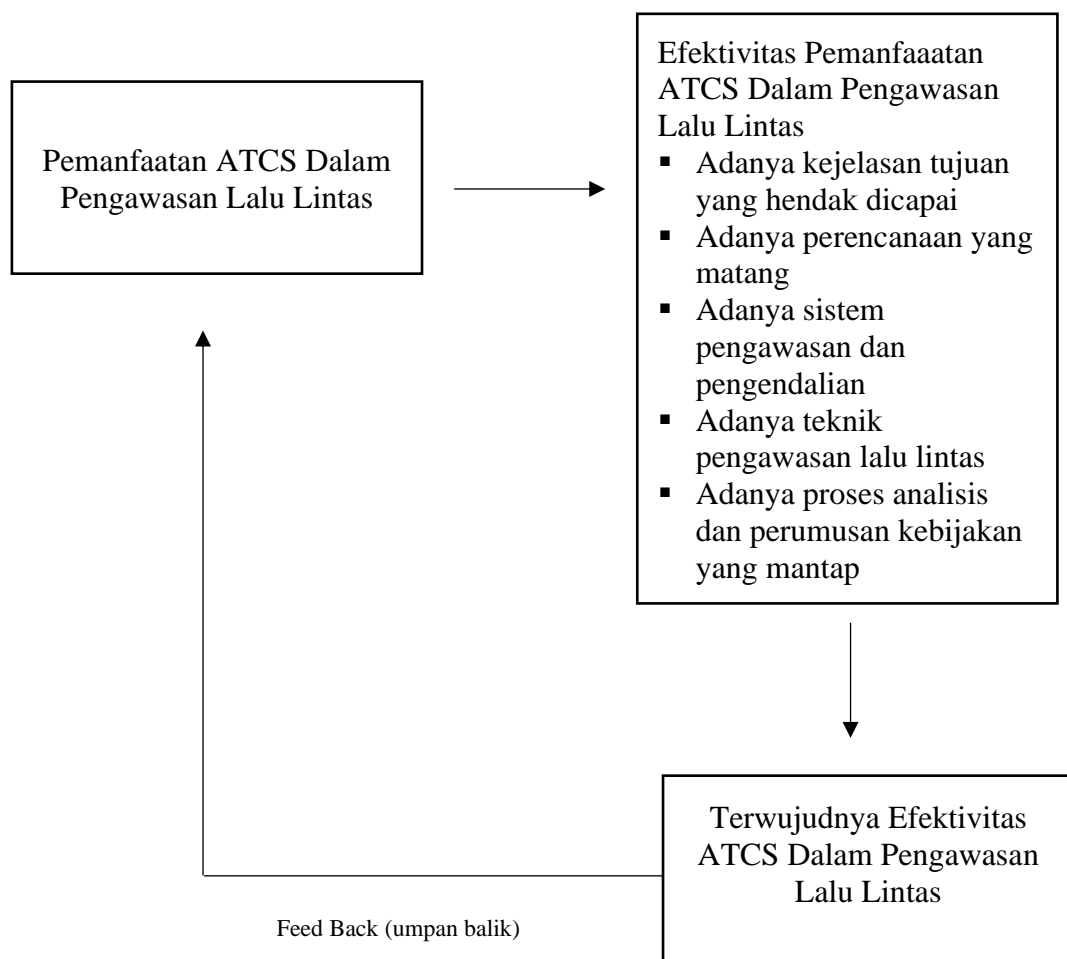 Pemanfaatan ATCS Dalam
Pengawasan Lalu Lintas
Efektivitas Pemanfaaatan
ATCS Dalam Pengawasan
Lalu Lintas
▪ Adanya kejelasan tujuan
yang hendak dicapai
▪ Adanya perencanaan yang
matang
▪ Adanya sistem
pengawasan dan
pengendalian
▪ Adanya teknik
pengawasan lalu lintas
▪ Adanya proses analisis
dan perumusan kebijakan
yang mantap
Terwujudnya Efektivitas
ATCS Dalam Pengawasan
Lalu Lintas
Feed Back (umpan balik)